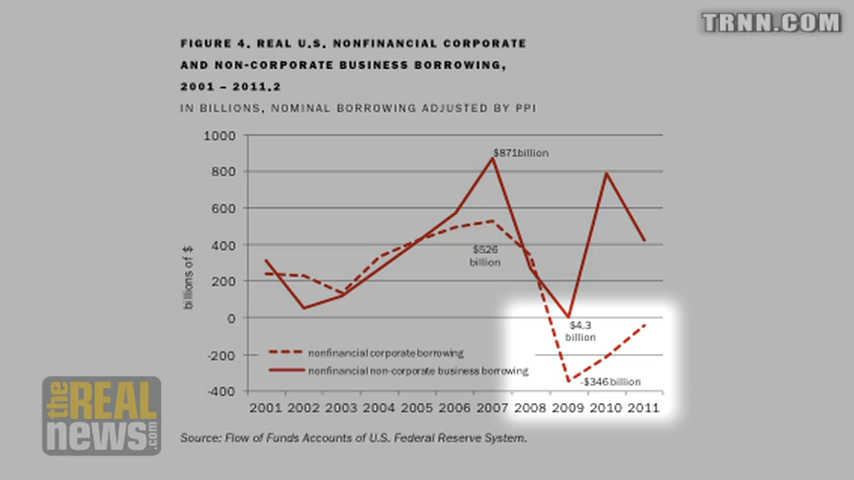 TRNN.COM
FIGURE 4. REAL U.S. NONFINANCIAL CORPORATE
AND NON-CORPORATE BUSINESS BORROWING,
2001 – 2011.2
IN BILLIONS, NOMINAL BORROWING ADJUSTED BY PPI
1000
$871billion
800
600
400
$526
billion
billions of $
200
0
$4.3
billion
-200
nonfinancial corporate borrowing
nonfinancial non-corporate business borrowing
-$346billion
-400
2001 2002 2003 2004 2005 2006 2007 2008 2009 2010 2011
the REAL
news.com
Source: Flow of Funds Accounts of U.S. Federal Reserve System.